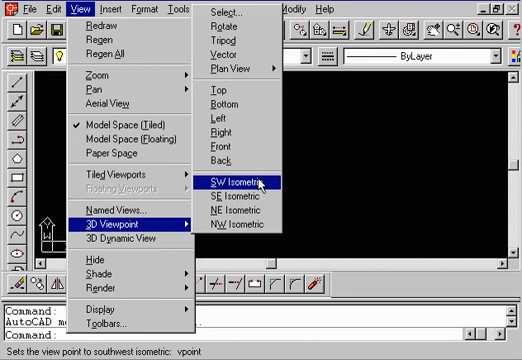 File Edit View Insert Format Tools Modify Help
Redraw
Regen
Regen All
Zoom
Pan
Aerial View
Model Space (Tiled)
Model Space (Floating)
Paper Space
Tiled Viewports
Floating Viewports
Named Views...
3D Viewpoint
3D Dynamic View
Hide
Shade
Render
Display
Toolbars...
Select...
Rotate
Tripod
Vector
Plan View
Top
Bottom
Left
Right
Front
Back
SW Isometric
SE Isometric
NE Isometric
NW Isometric
ByLayer
W
Command:
AutoCAD
Command:
Sets the view point to southwest isometric: vpoint